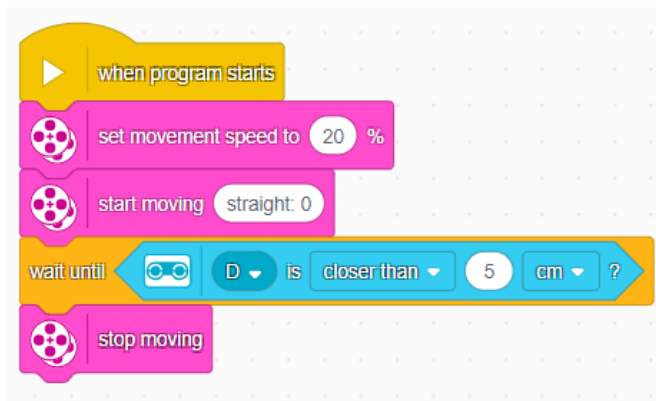 when program starts
set movement speed to 20 %
start moving straight: 0
wait until D is closer than 5 cm ?
stop moving